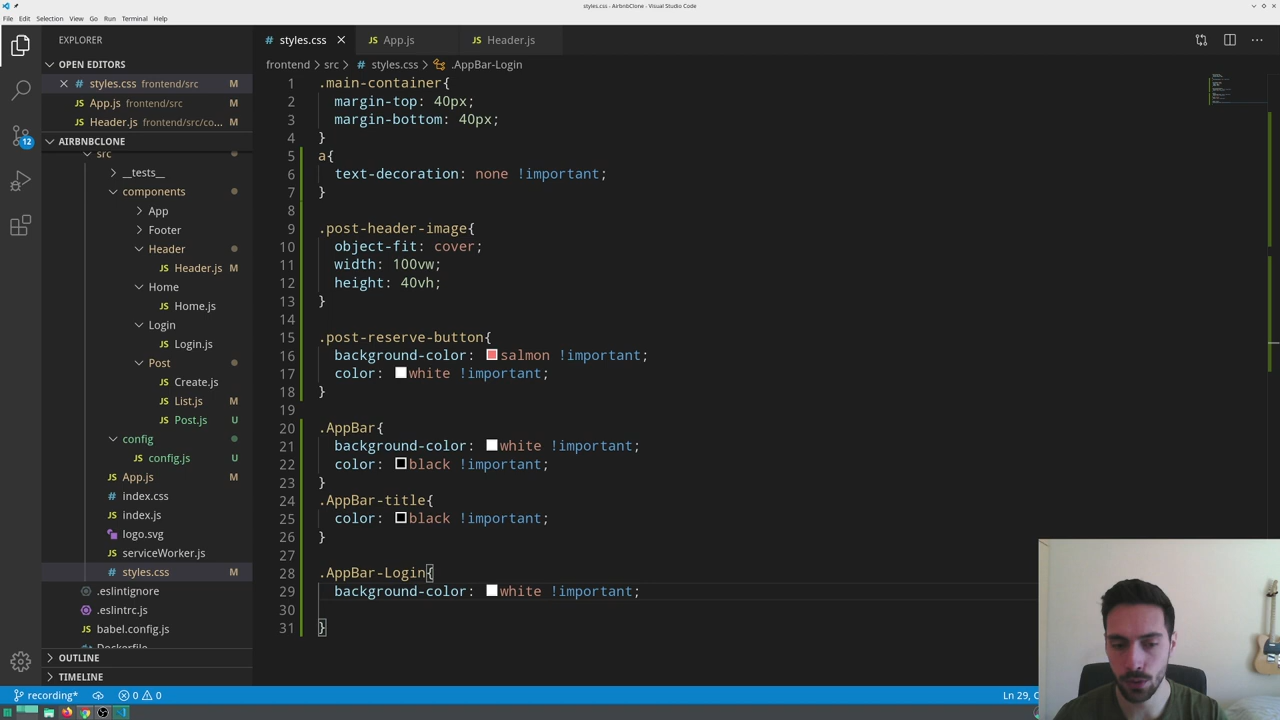 styles.css - AirbnbClone - Visual Studio Code
File Edit Selection View Go Run Terminal Help
EXPLORER
styles.css
App.js
Header.js
OPEN EDITORS
frontend > src > # styles.css > .AppBar-Login
# styles.css frontend/src M
JS App.js frontend/src M
JS Header.js frontend/src/co... M
AIRBNBCLONE
src
__tests__
components
App
Footer
Header
JS Header.js M
Home
JS Home.js
Login
JS Login.js
Post
JS Create.js
JS List.js M
JS Post.js U
config
JS config.js U
JS App.js M
# index.css
JS index.js
logo.svg
JS serviceWorker.js
# styles.css M
.eslintignore
.eslintrc.js
babel.config.js
Dockerfile
OUTLINE
TIMELINE
12
1 .main-container{
2 margin-top: 40px;
3 margin-bottom: 40px;
4 }
5 a{
6 text-decoration: none !important;
7 }
8
9 .post-header-image{
10 object-fit: cover;
11 width: 100vw;
12 height: 40vh;
13 }
14
15 .post-reserve-button{
16 background-color: salmon !important;
17 color: white !important;
18 }
19
20 .AppBar{
21 background-color: white !important;
22 color: black !important;
23 }
24 .AppBar-title{
25 color: black !important;
26 }
27
28 .AppBar-Login{
29 background-color: white !important;
30
31 }
recording* 0 0 Ln 29, C